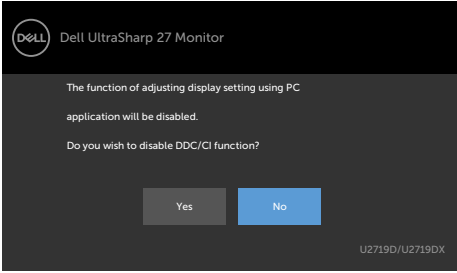 DELL
Dell UltraSharp 27 Monitor
The function of adjusting display setting using PC
application will be disabled.
Do you wish to disable DDC/CI function?
Yes
No
U2719D/U2719DX